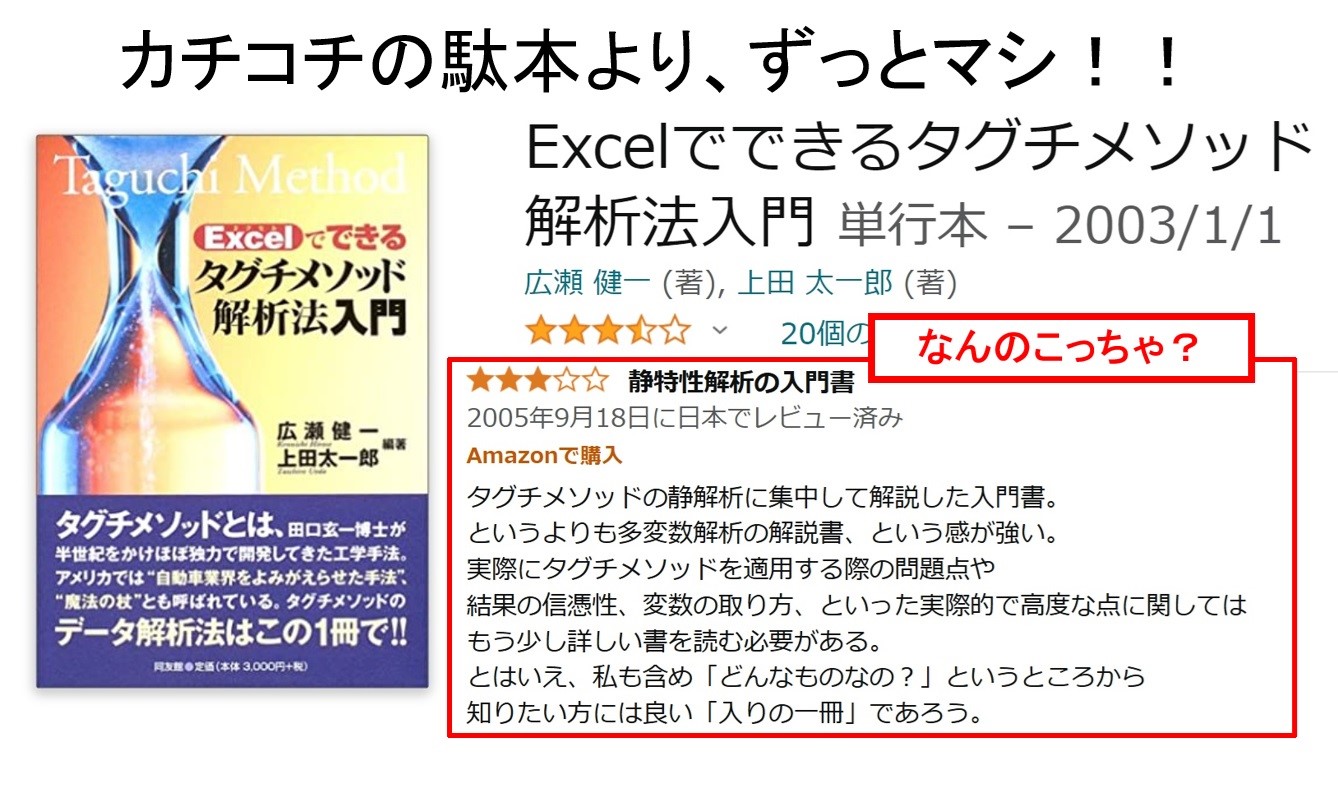 カチコチの駄本より、ずっとマシ！！
Taguchi Method
Excelでできる
タグチメソッド
解析法入門
広瀬健一
上田太一郎
編著
タグチメソッドとは、田口玄一博士が
半世紀をかけほぼ独力で開発してきた工学手法。
アメリカでは“自動車業界をよみがえらせた手法”、
“魔法の杖”とも呼ばれている。タグチメソッドの
データ解析法はこの1冊で!!
同友館●定価(本体 3,000円+税)
Excelでできるタグチメソッド
解析法入門 単行本 – 2003/1/1
広瀬 健一 (著), 上田 太一郎 (著)
20個の
なんのこっちゃ？
静特性解析の入門書
2005年9月18日に日本でレビュー済み
Amazonで購入
タグチメソッドの静解析に集中して解説した入門書。
というよりも多変数解析の解説書、という感が強い。
実際にタグチメソッドを適用する際の問題点や
結果の信憑性、変数の取り方、といった実際的で高度な点に関しては
もう少し詳しい書を読む必要がある。
とはいえ、私も含め「どんなものなの？」というところから
知りたい方には良い「入りの一冊」であろう。